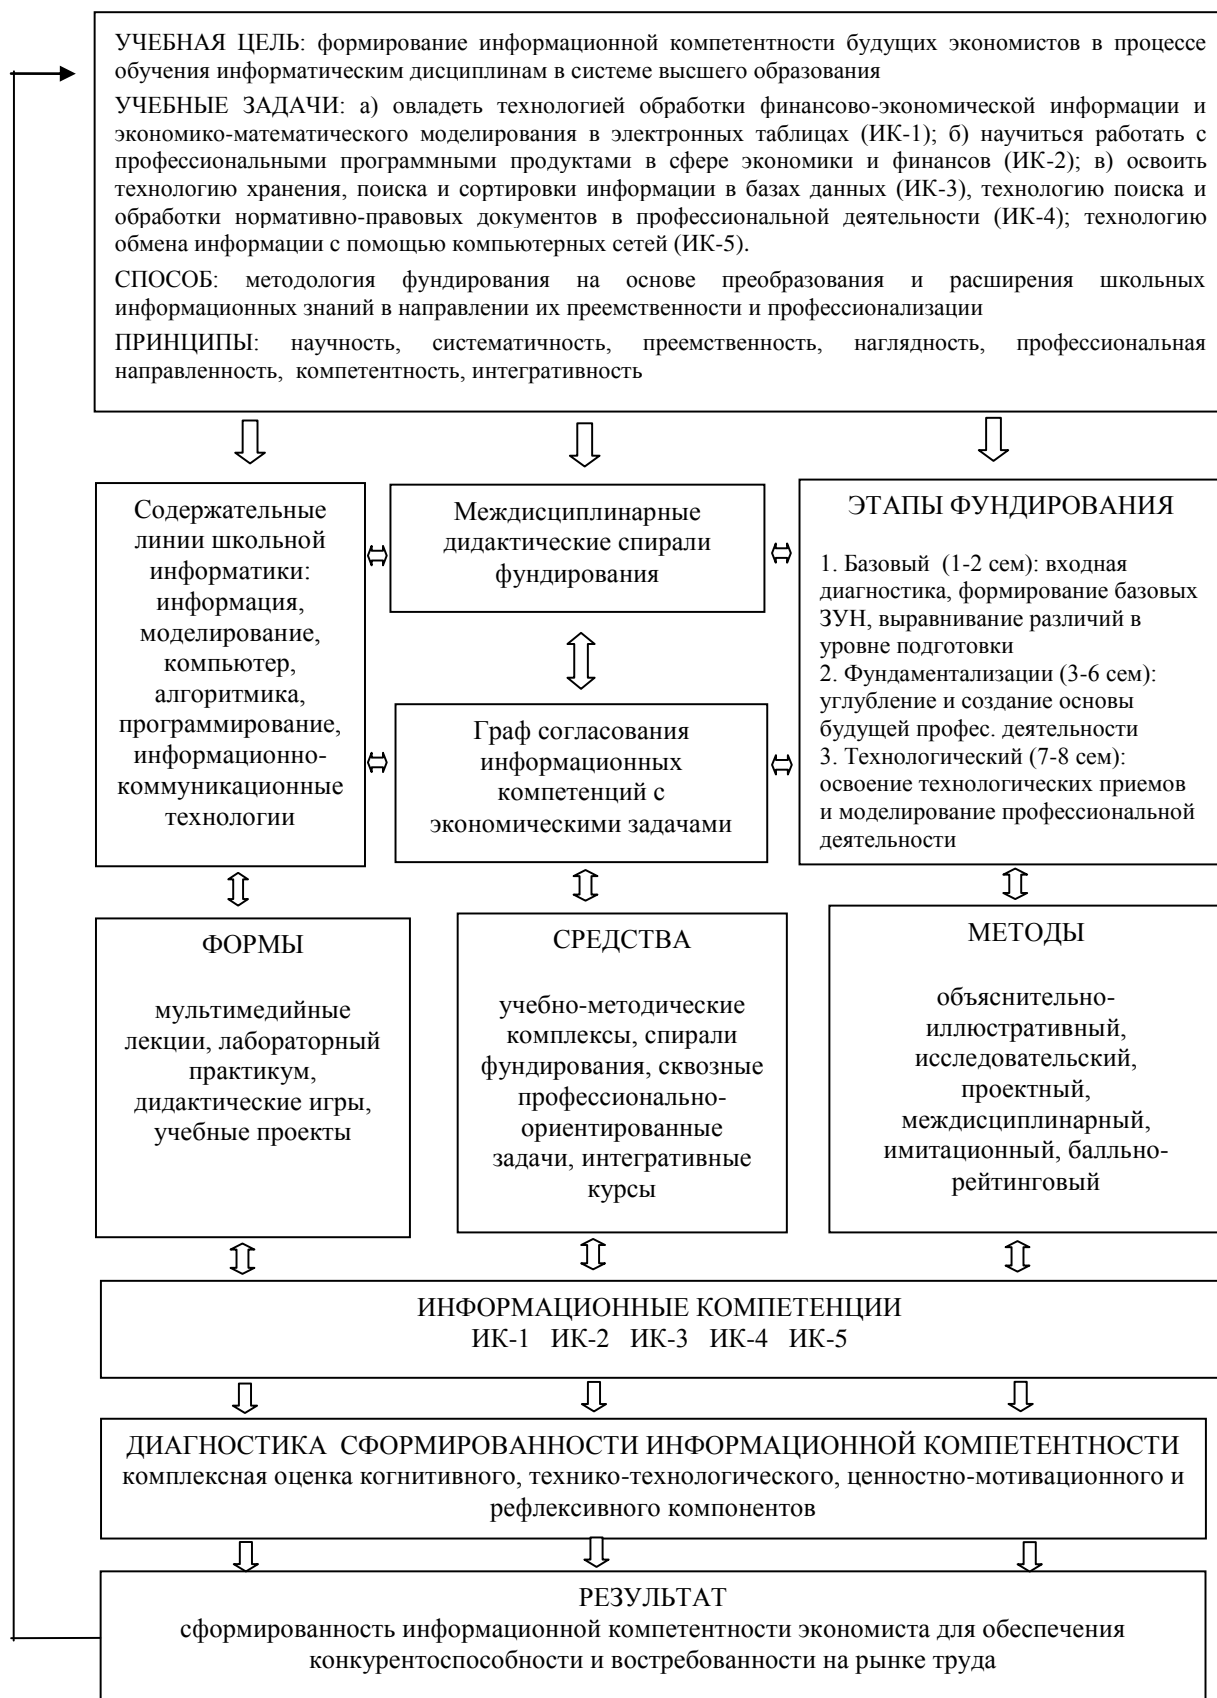 УЧЕБНАЯ ЦЕЛЬ: формирование информационной компетентности будущих экономистов в процессе
обучения информатическим дисциплинам в системе высшего образования
УЧЕБНЫЕ ЗАДАЧИ: а) овладеть технологией обработки финансово-экономической информации и
экономико-математического моделирования в электронных таблицах (ИК-1); б) научиться работать с
профессиональными программными продуктами в сфере экономики и финансов (ИК-2); в) освоить
технологию хранения, поиска и сортировки информации в базах данных (ИК-3), технологию поиска и
обработки нормативно-правовых документов в профессиональной деятельности (ИК-4); технологию
обмена информации с помощью компьютерных сетей (ИК-5).
СПОСОБ: методология фундирования на основе преобразования и расширения школьных
информационных знаний в направлении их преемственности и профессионализации
ПРИНЦИПЫ: научность, систематичность, преемственность, наглядность, профессиональная
направленность, компетентность, интегративность
Содержательные
линии школьной
информатики:
информация,
моделирование,
компьютер,
алгоритмика,
программирование,
информационно-
коммуникационные
технологии
Междисциплинарные
дидактические спирали
фундирования
Граф согласования
информационных
компетенций с
экономическими задачами
ЭТАПЫ ФУНДИРОВАНИЯ
1. Базовый (1-2 сем): входная
диагностика, формирование базовых
ЗУН, выравнивание различий в
уровне подготовки
2. Фундаментализации (3-6 сем):
углубление и создание основы
будущей профес. деятельности
3. Технологический (7-8 сем):
освоение технологических приемов
и моделирование профессиональной
деятельности
ФОРМЫ
мультимедийные
лекции, лабораторный
практикум,
дидактические игры,
учебные проекты
СРЕДСТВА
учебно-методические
комплексы, спирали
фундирования, сквозные
профессионально-
ориентированные
задачи, интегративные
курсы
МЕТОДЫ
объяснительно-
иллюстративный,
исследовательский,
проектный,
междисциплинарный,
имитационный, балльно-
рейтинговый
ИНФОРМАЦИОННЫЕ КОМПЕТЕНЦИИ
ИК-1 ИК-2 ИК-3 ИК-4 ИК-5
ДИАГНОСТИКА СФОРМИРОВАННОСТИ ИНФОРМАЦИОННОЙ КОМПЕТЕНТНОСТИ
комплексная оценка когнитивного, технико-технологического, ценностно-мотивационного и
рефлексивного компонентов
РЕЗУЛЬТАТ
сформированность информационной компетентности экономиста для обеспечения
конкурентоспособности и востребованности на рынке труда